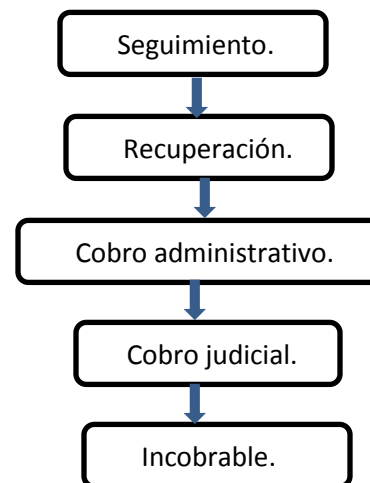 Seguimiento.
Recuperación.
Cobro administrativo.
Cobro judicial.
Incobrable.